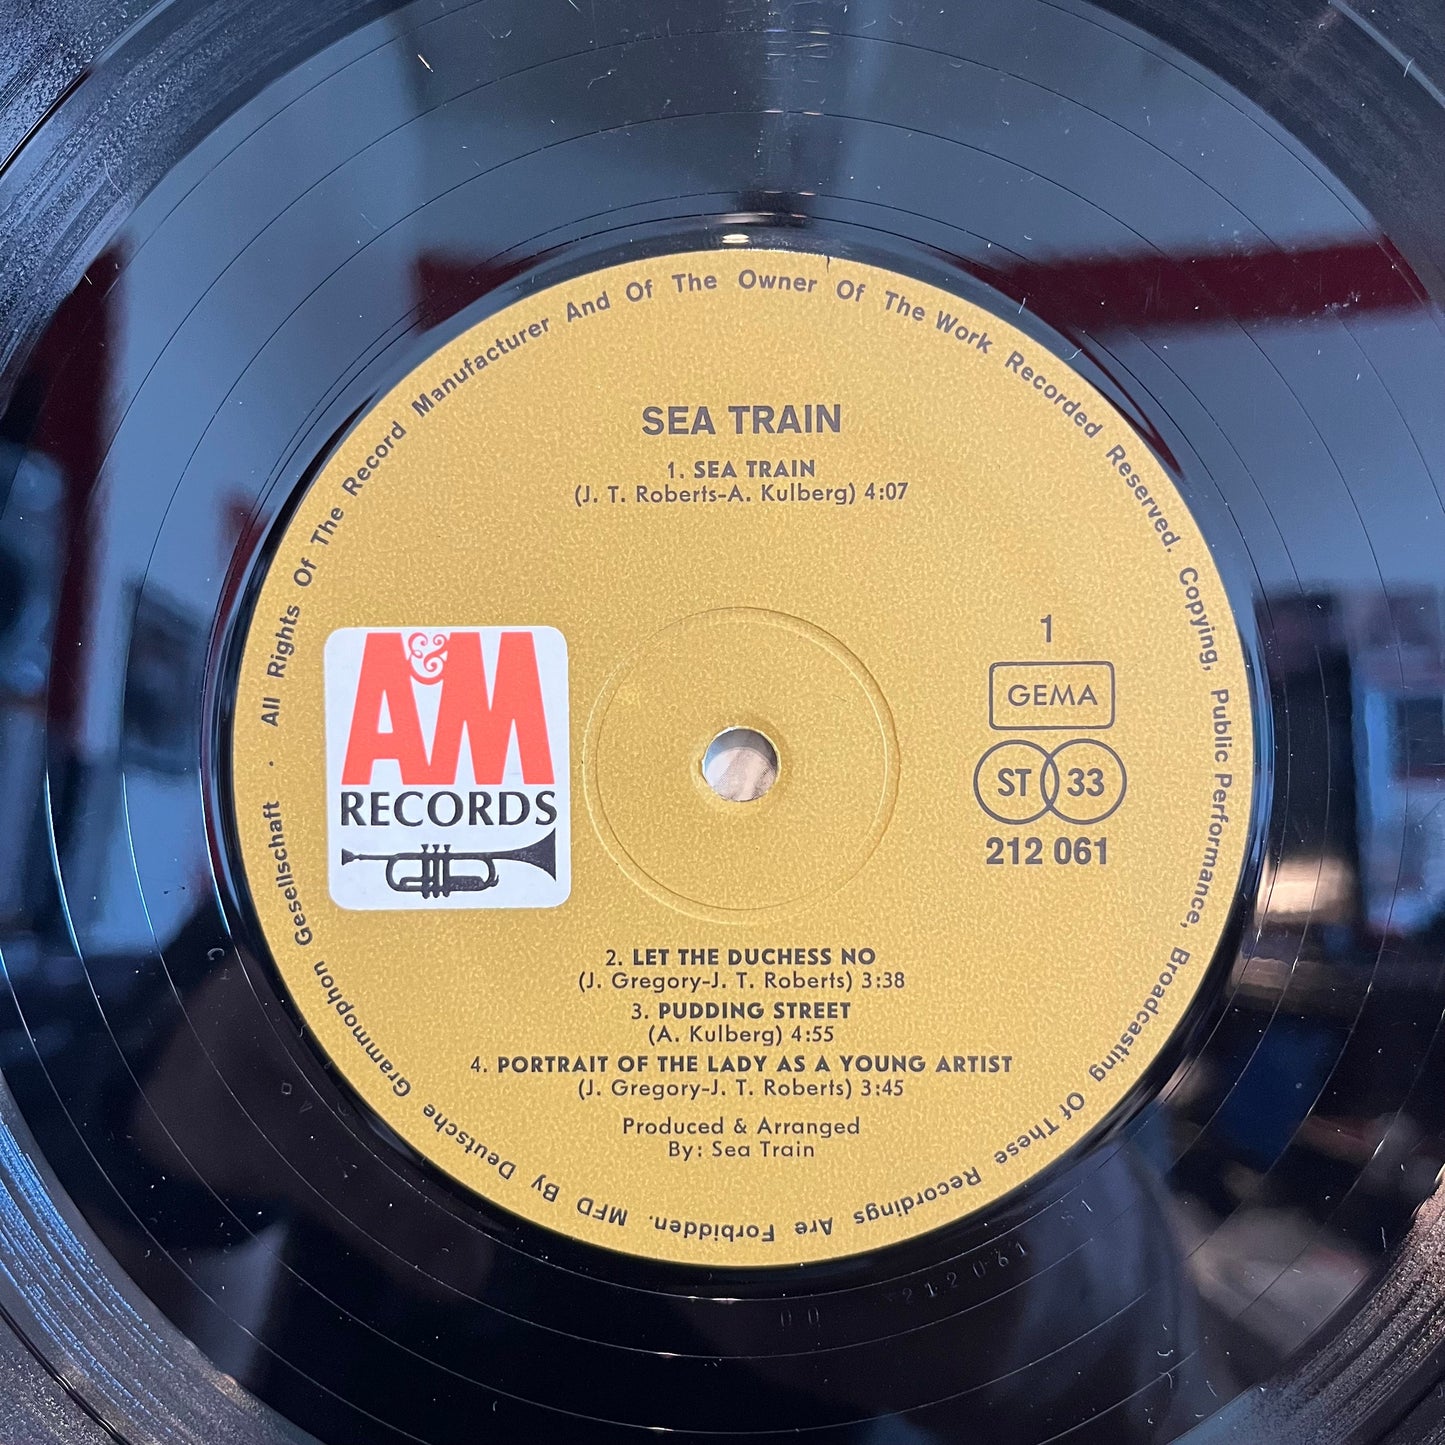 All Rights Of The Record Manufacturer And Of The Owner Of The Work Recorded Reserved. Copying, Public Performance, Broadcasting Of These Recordings Are Forbidden. MFD By Deutsche Grammophon Gesellschaft ·
SEA TRAIN
1. SEA TRAIN
(J. T. Roberts-A. Kulberg) 4:07
A&M
RECORDS
1
GEMA
ST 33
212 061
2. LET THE DUCHESS NO
(J. Gregory-J. T. Roberts) 3:38
3. PUDDING STREET
(A. Kulberg) 4:55
4. PORTRAIT OF THE LADY AS A YOUNG ARTIST
(J. Gregory-J. T. Roberts) 3:45
Produced & Arranged
By: Sea Train
00 212061 S1